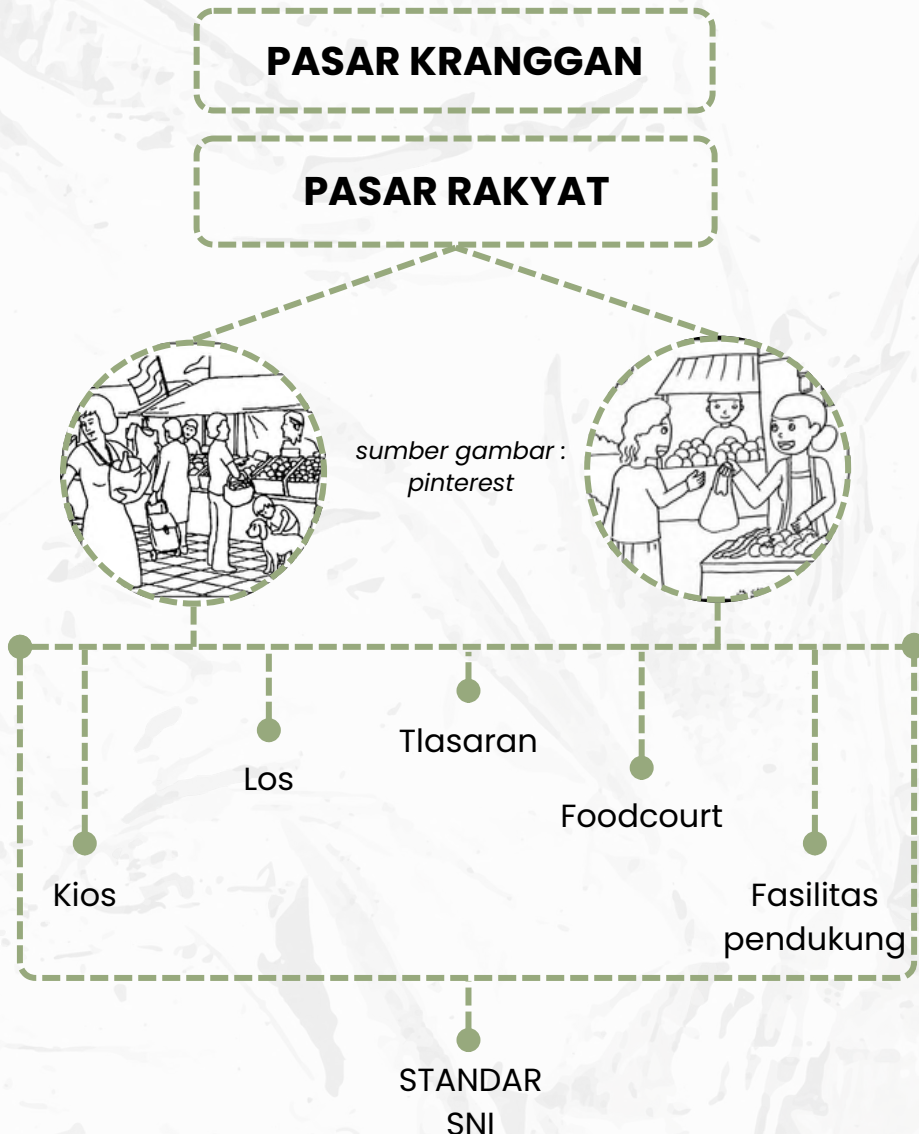 PASAR KRANGGAN
PASAR RAKYAT
sumber gambar :
pinterest
Tlasaran
Los
Foodcourt
Kios
Fasilitas
pendukung
STANDAR
SNI